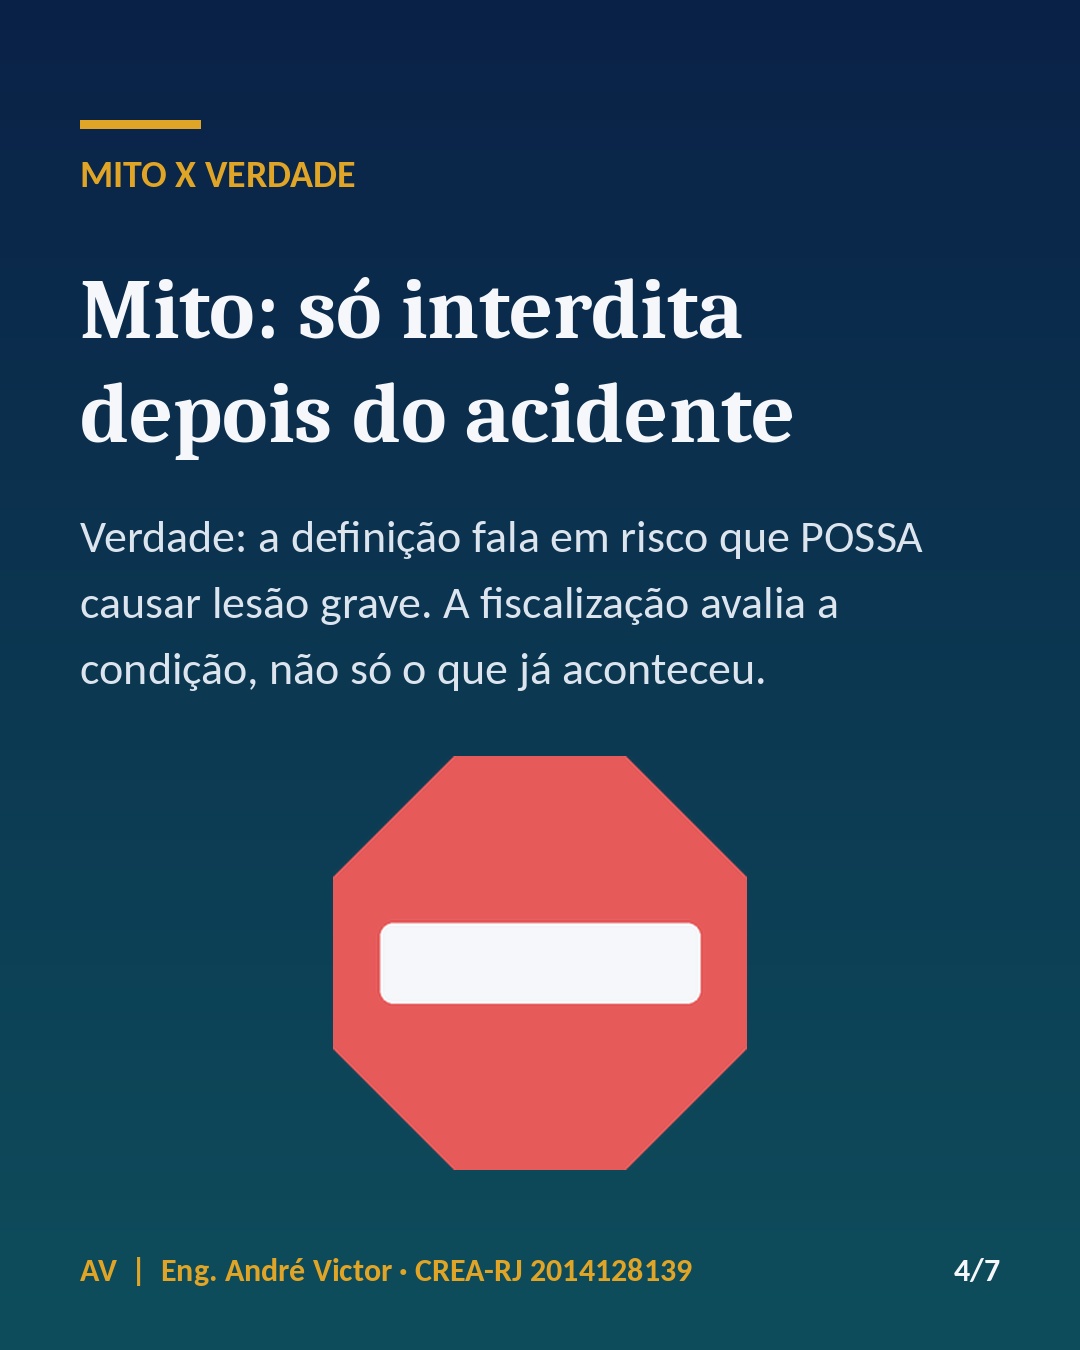 MITO X VERDADE
Mito: só interdita
depois do acidente
Verdade: a definição fala em risco que POSSA
causar lesão grave. A fiscalização avalia a
condição, não só o que já aconteceu.
AV | Eng. André Victor · CREA-RJ 2014128139
4/7